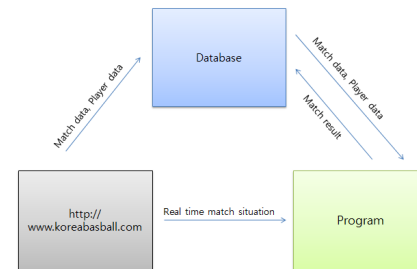 Database
Match data, Player data
Match data, Player data
Match result
http://
www.koreabasball.com
Real time match situation
Program